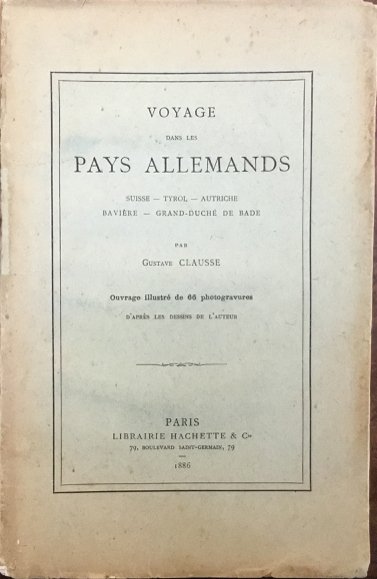 VOYAGE
DANS LES
PAYS ALLEMANDS
SUISSE — TYROL — AUTRICHE
BAVIÈRE — GRAND-DUCHÉ DE BADE
PAR
GUSTAVE CLAUSSE
Ouvrage illustré de 66 photogravures
D'APRÈS LES DESSINS DE L'AUTEUR
PARIS
LIBRAIRIE HACHETTE & Cie
79, BOULEVARD SAINT-GERMAIN, 79
1886